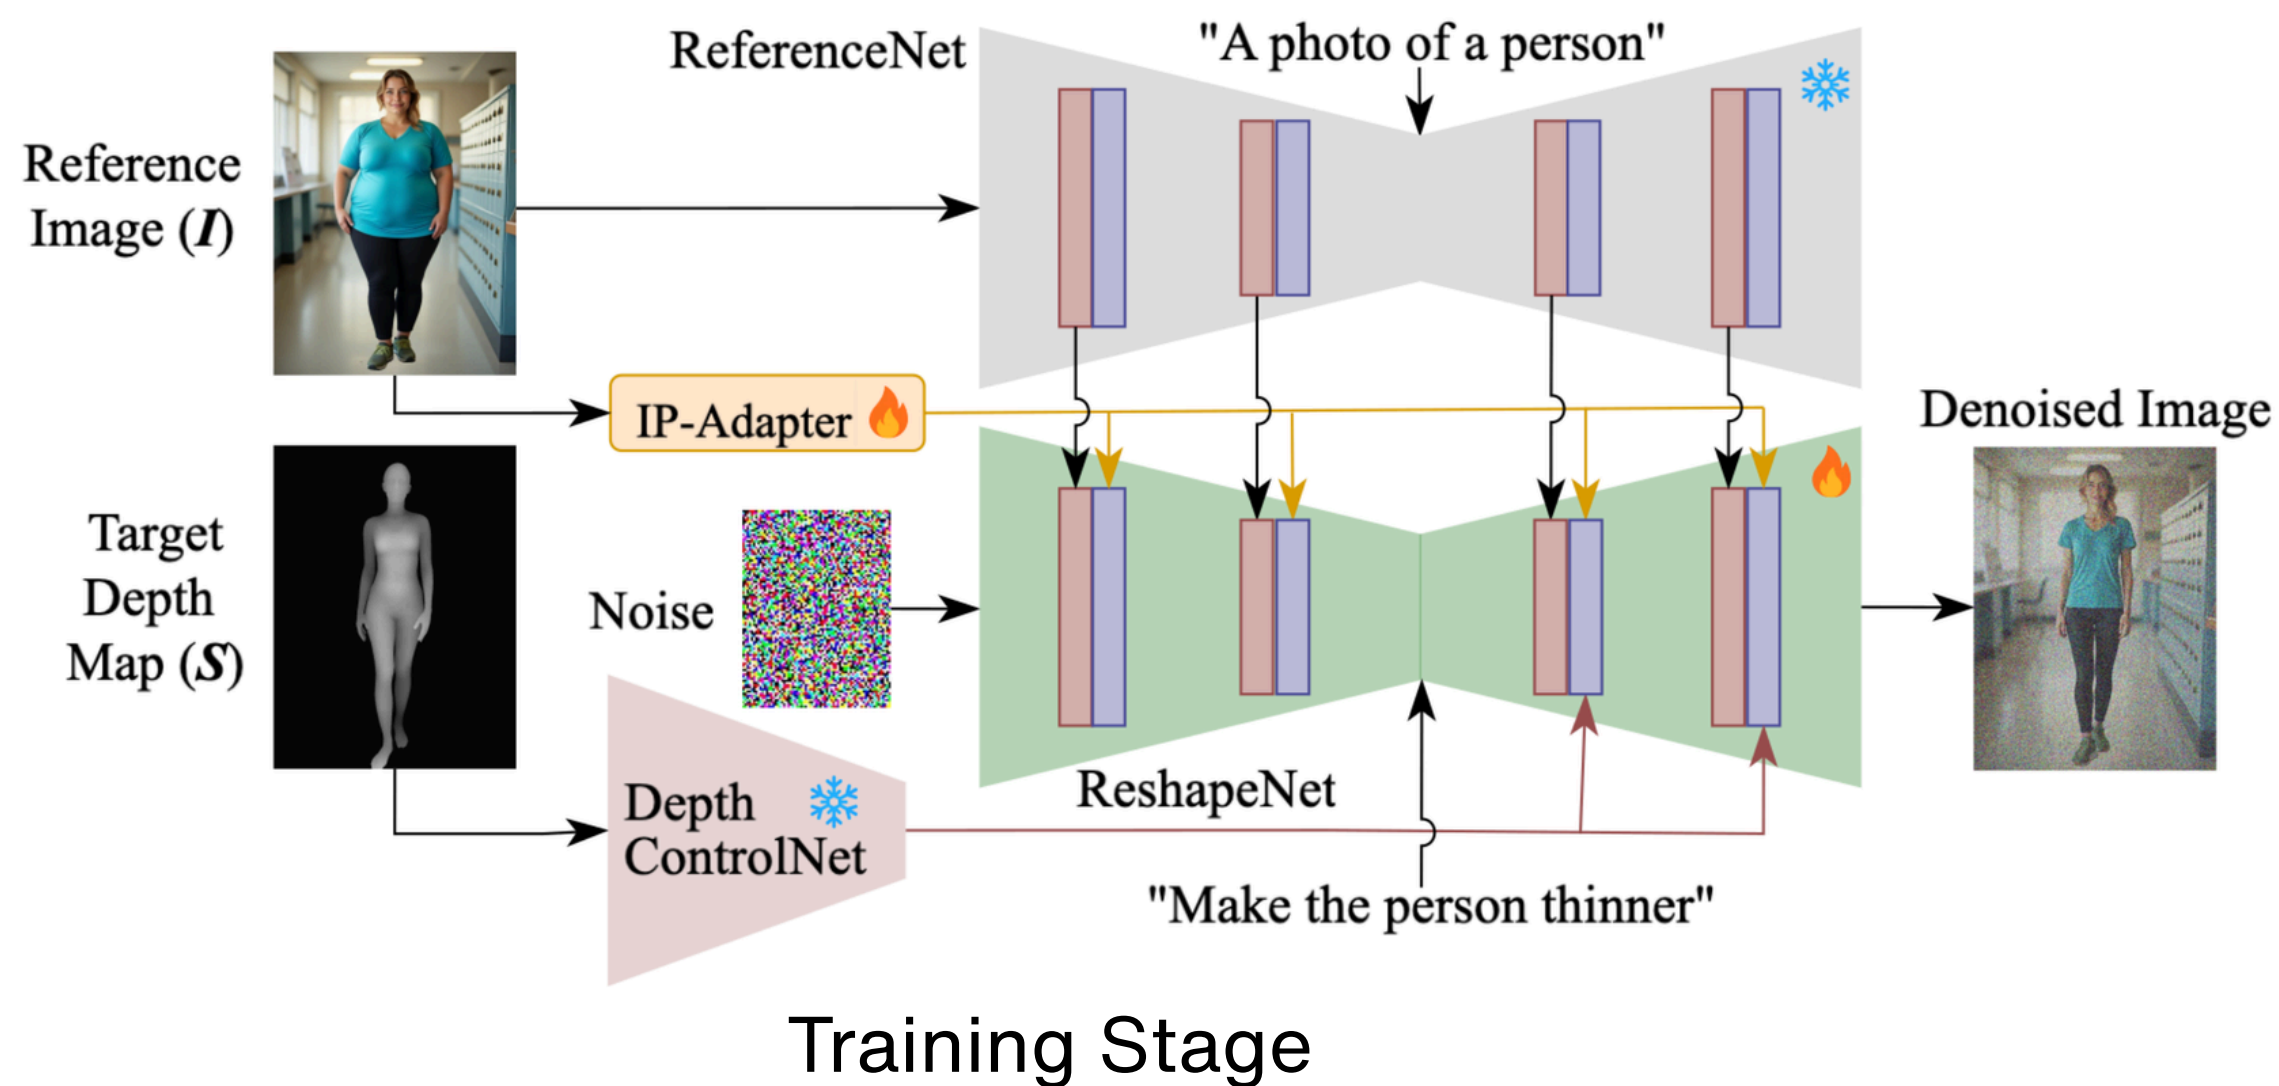 ReferenceNet
"A photo of a person"
Reference
Image (I)
IP-Adapter
Denoised Image
Target
Depth
Map (S)
Noise
Depth
ControlNet
ReshapeNet
"Make the person thinner"
Training Stage